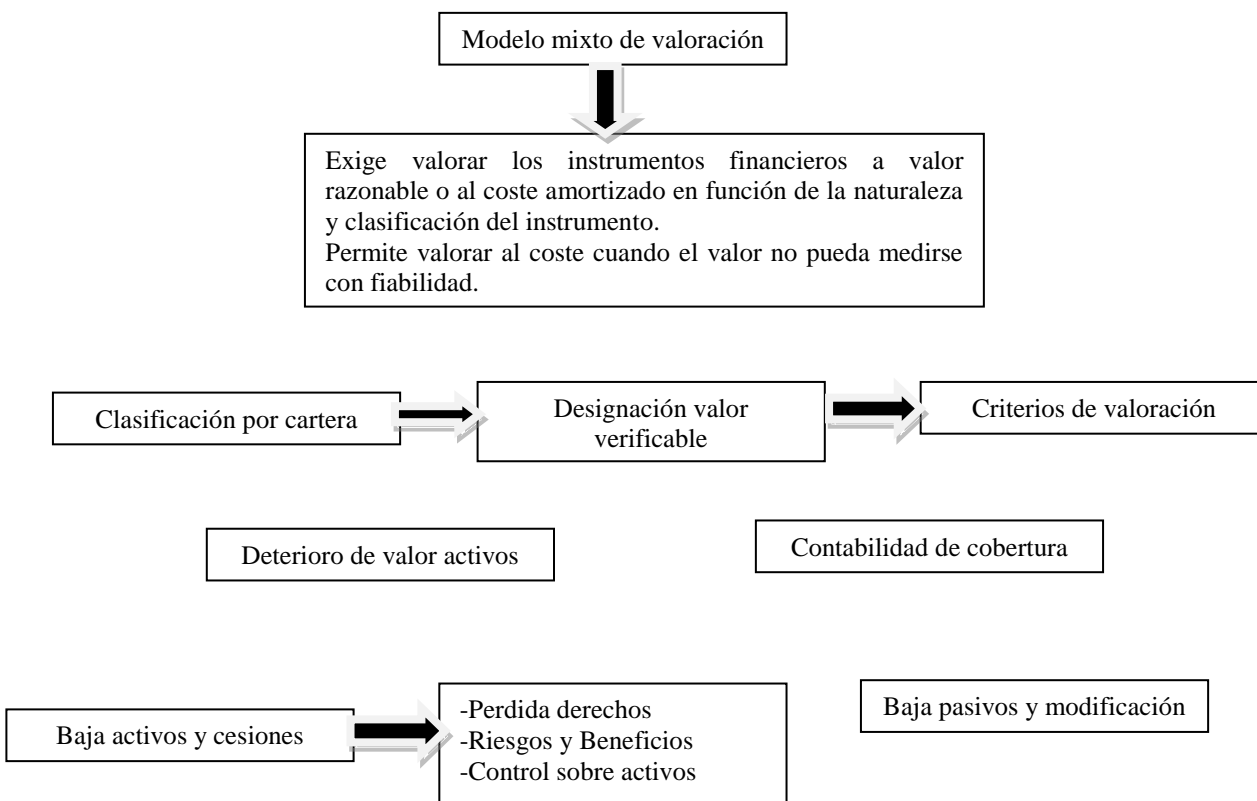 Modelo mixto de valoración
Exige valorar los instrumentos financieros a valor
razonable o al coste amortizado en función de la naturaleza
y clasificación del instrumento.
Permite valorar al coste cuando el valor no pueda medirse
con fiabilidad.
Clasificación por cartera
Designación valor
verificable
Criterios de valoración
Deterioro de valor activos
Contabilidad de cobertura
Baja activos y cesiones
-Perdida derechos
-Riesgos y Beneficios
-Control sobre activos
Baja pasivos y modificación